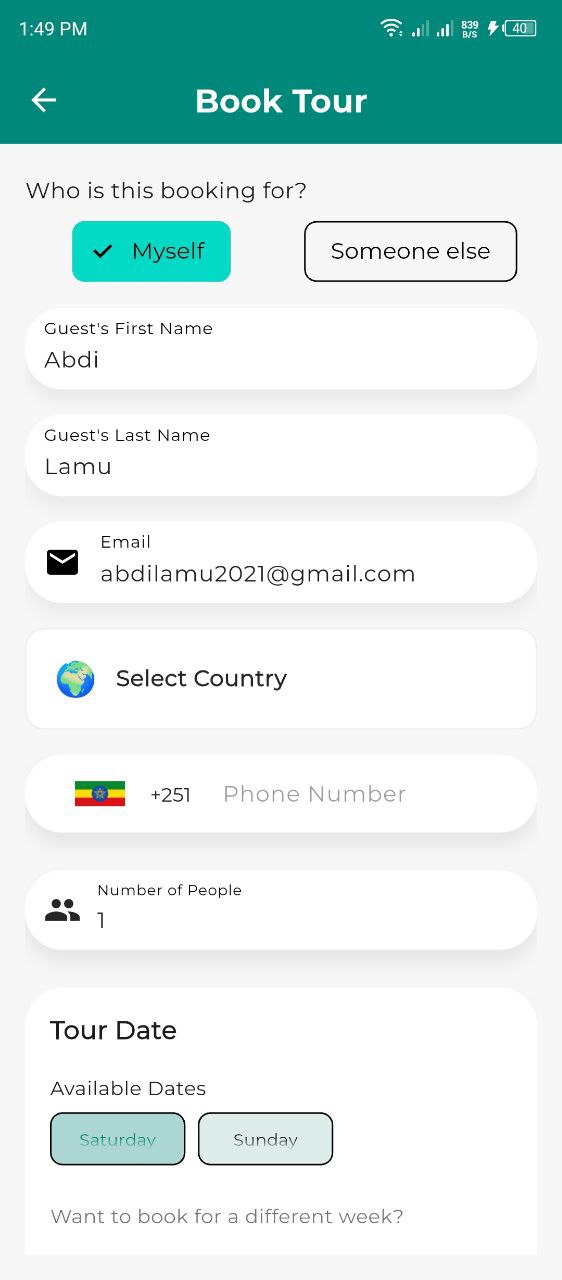 1:49 PM
839
B/S
40
Book Tour
Who is this booking for?
Myself
Someone else
Guest's First Name
Abdi
Guest's Last Name
Lamu
Email
abdilamu2021@gmail.com
Select Country
+251
Phone Number
Number of People
1
Tour Date
Available Dates
Saturday
Sunday
Want to book for a different week?